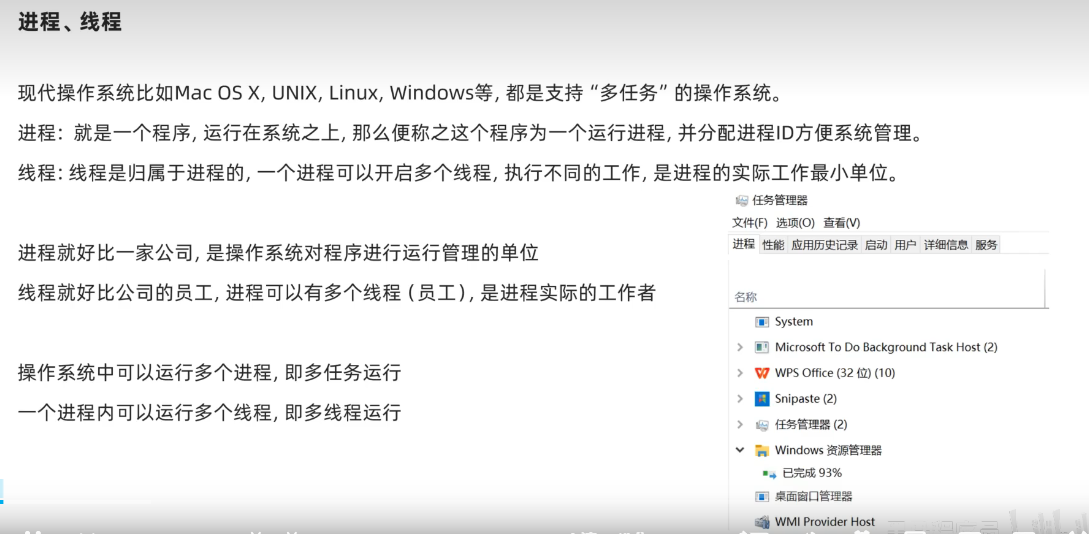 进程、线程
现代操作系统比如Mac OS X, UNIX, Linux, Windows等, 都是支持“多任务”的操作系统。
进程: 就是一个程序, 运行在系统之上, 那么便称之这个程序为一个运行进程, 并分配进程ID方便系统管理。
线程: 线程是归属于进程的, 一个进程可以开启多个线程, 执行不同的工作, 是进程的实际工作最小单位。
进程就好比一家公司, 是操作系统对程序进行运行管理的单位
线程就好比公司的员工, 进程可以有多个线程（员工）, 是进程实际的工作者
操作系统中可以运行多个进程, 即多任务运行
一个进程内可以运行多个线程, 即多线程运行
任务管理器
文件(F) 选项(O) 查看(V)
进程 性能 应用历史记录 启动 用户 详细信息 服务
名称
System
Microsoft To Do Background Task Host (2)
WPS Office (32 位) (10)
Snipaste (2)
任务管理器 (2)
Windows 资源管理器
已完成 93%
桌面窗口管理器
WMI Provider Host